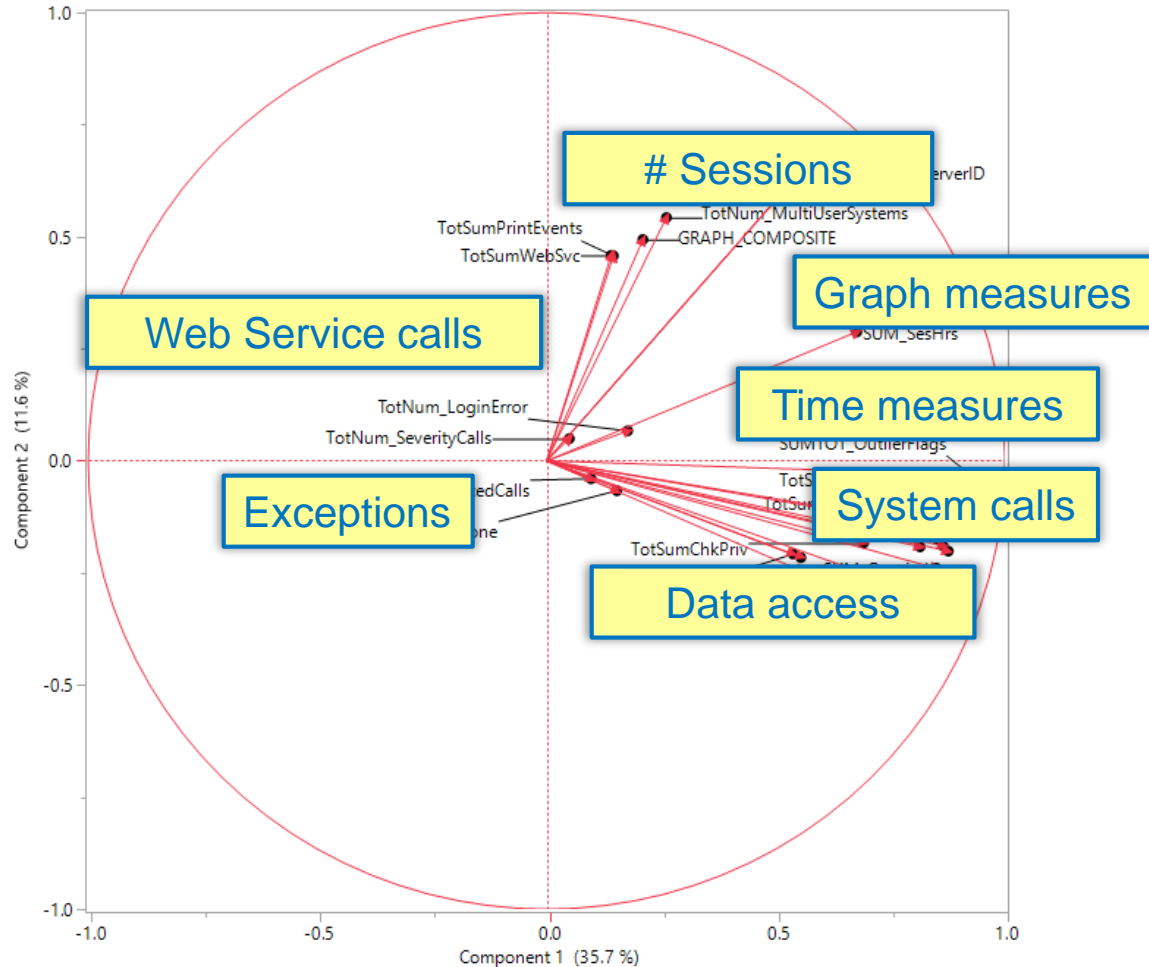 1.0
# Sessions
erverID
TotNum_MultiUserSystems
TotSumPrintEvents
GRAPH_COMPOSITE
TotSumWebSvc
0.5
Graph measures
SUM_SesHrs
Web Service calls
Time measures
TotNum_LoginError
TotNum_SeverityCalls
SUMTOT_OutlierFlags
0.0
TotS
TotSum
System calls
Exceptions
edCalls
one
TotSumChkPriv
Data access
-0.5
-1.0
-1.0
-0.5
0.0
0.5
1.0
Component 1 (35.7 %)
Component 2 (11.6 %)